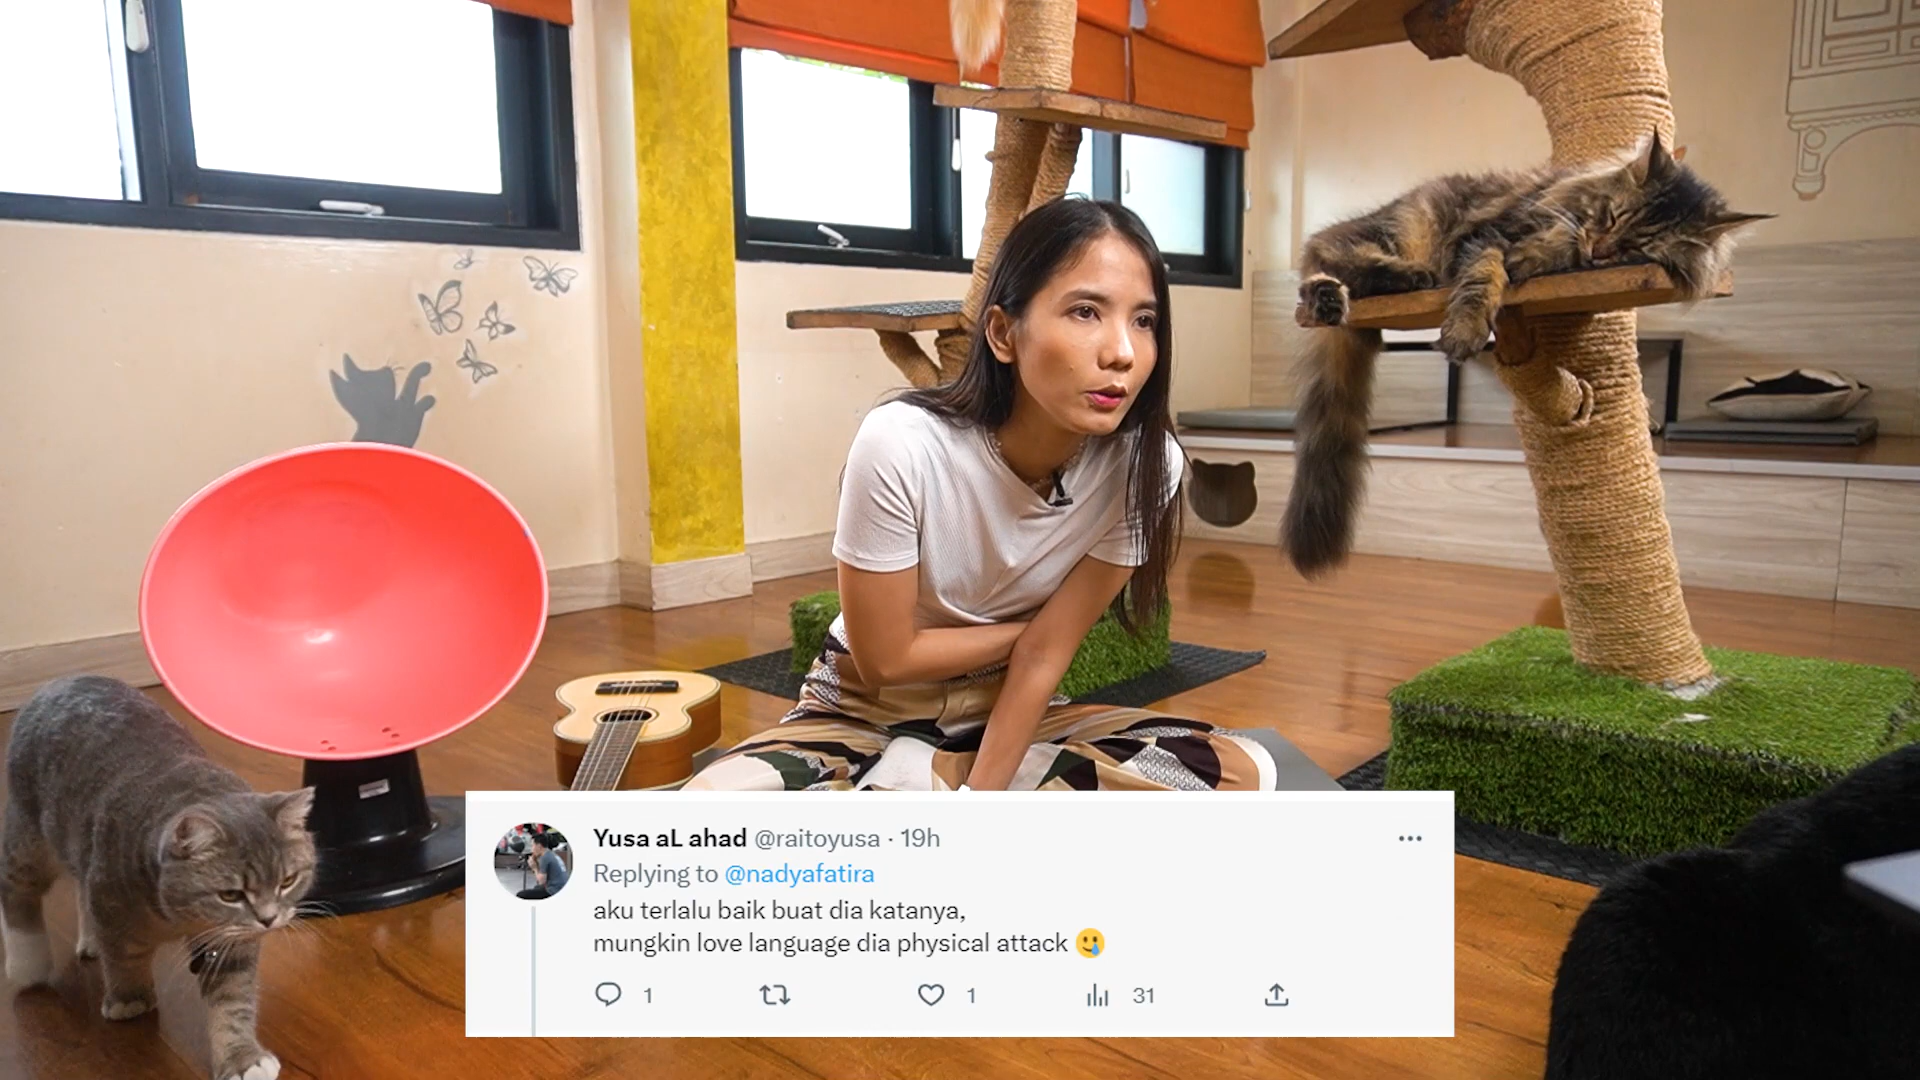 Yusa aL ahad @raitoyusa · 19h
Replying to @nadyafatira
aku terlalu baik buat dia katanya,
mungkin love language dia physical attack 🥲
1 1 31